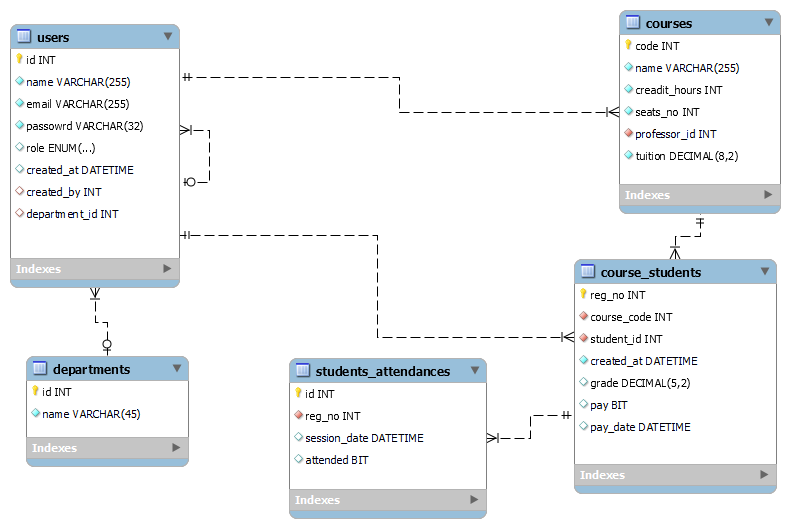 users
id INT
name VARCHAR(255)
email VARCHAR(255)
passowrd VARCHAR(32)
role ENUM(...)
created_at DATETIME
created_by INT
department_id INT
Indexes
courses
code INT
name VARCHAR(255)
creadit_hours INT
seats_no INT
professor_id INT
tuition DECIMAL(8,2)
Indexes
departments
id INT
name VARCHAR(45)
Indexes
students_attendances
id INT
reg_no INT
session_date DATETIME
attended BIT
Indexes
course_students
reg_no INT
course_code INT
student_id INT
created_at DATETIME
grade DECIMAL(5,2)
pay BIT
pay_date DATETIME
Indexes